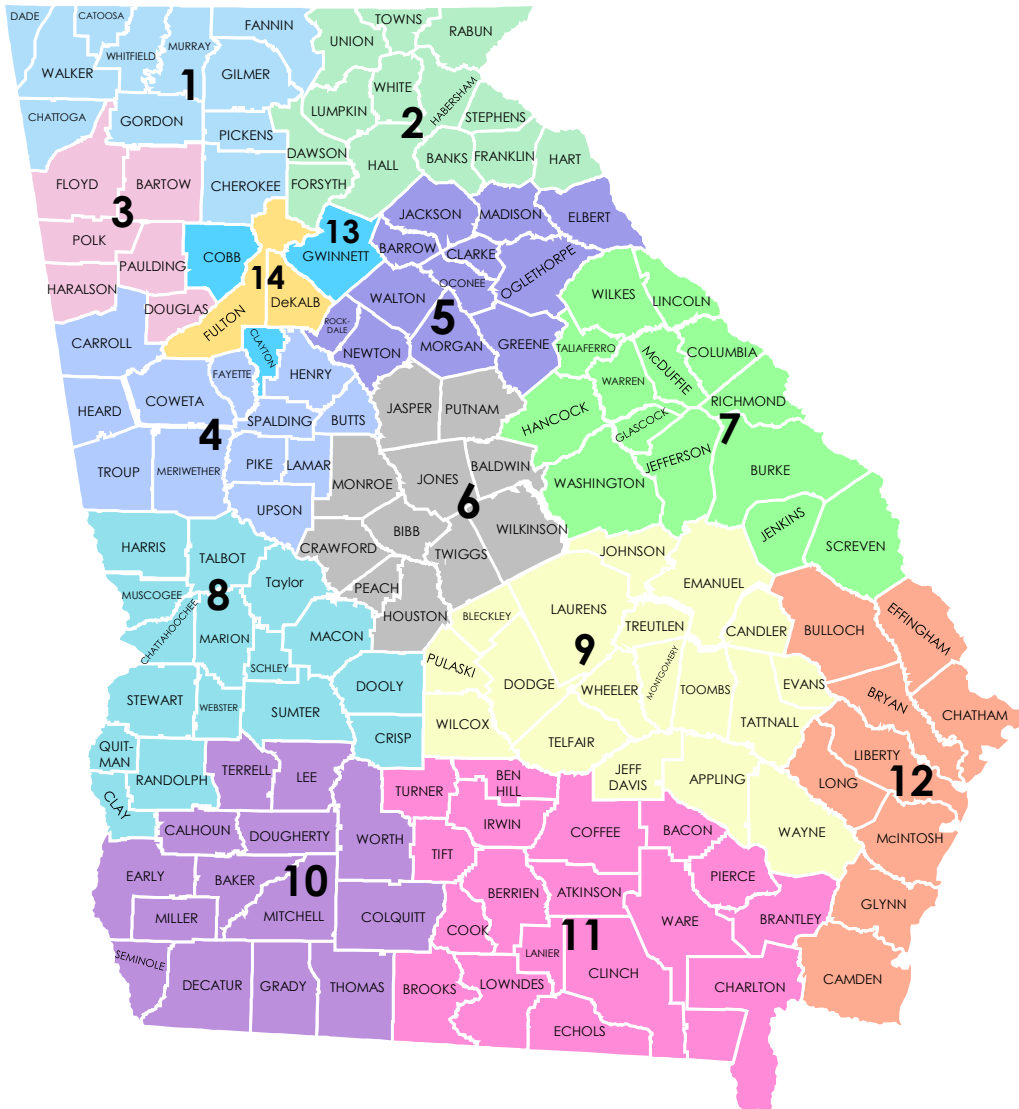 DADE
CATOOSA
WHITFIELD
MURRAY
FANNIN
WALKER
1
GILMER
CHATTOGA
GORDON
PICKENS
CHEROKEE
UNION
TOWNS
RABUN
WHITE
HABERSHAM
LUMPKIN
2
STEPHENS
DAWSON
HALL
BANKS
FRANKLIN
HART
FORSYTH
FLOYD
BARTOW
3
POLK
PAULDING
HARALSON
DOUGLAS
COBB
13
GWINNETT
CLAYTON
14
DeKALB
FULTON
JACKSON
MADISON
ELBERT
BARROW
CLARKE
OGLETHORPE
OCONEE
WALTON
5
ROCK-
DALE
NEWTON
MORGAN
GREENE
CARROLL
FAYETTE
HENRY
HEARD
COWETA
SPALDING
BUTTS
4
TROUP
MERIWETHER
PIKE
LAMAR
UPSON
JASPER
PUTNAM
MONROE
JONES
BALDWIN
6
BIBB
WILKINSON
CRAWFORD
TWIGGS
PEACH
HOUSTON
WILKES
LINCOLN
TALIAFERRO
McDUFFIE
COLUMBIA
WARREN
HANCOCK
GLASCOCK
RICHMOND
7
JEFFERSON
WASHINGTON
BURKE
JENKINS
SCREVEN
HARRIS
TALBOT
Taylor
MUSCOGEE
8
CHATTAHOOCHEE
MARION
MACON
SCHLEY
STEWART
WEBSTER
SUMTER
DOOLY
CRISP
QUIT-
MAN
RANDOLPH
CLAY
JOHNSON
EMANUEL
BLECKLEY
LAURENS
TREUTLEN
CANDLER
9
PULASKI
DODGE
WHEELER
MONTGOMERY
TOOMBS
EVANS
WILCOX
TELFAIR
TATTNALL
JEFF
DAVIS
APPLING
WAYNE
TERRELL
LEE
CALHOUN
DOUGHERTY
WORTH
EARLY
BAKER
10
MILLER
MITCHELL
COLQUITT
SEMINOLE
DECATUR
GRADY
THOMAS
TURNER
BEN
HILL
IRWIN
COFFEE
BACON
TIFT
BERRIEN
ATKINSON
PIERCE
COOK
11
WARE
BRANTLEY
LANIER
CLINCH
BROOKS
LOWNDES
CHARLTON
ECHOLS
BULLOCH
EFFINGHAM
BRYAN
CHATHAM
LIBERTY
LONG
12
McINTOSH
GLYNN
CAMDEN